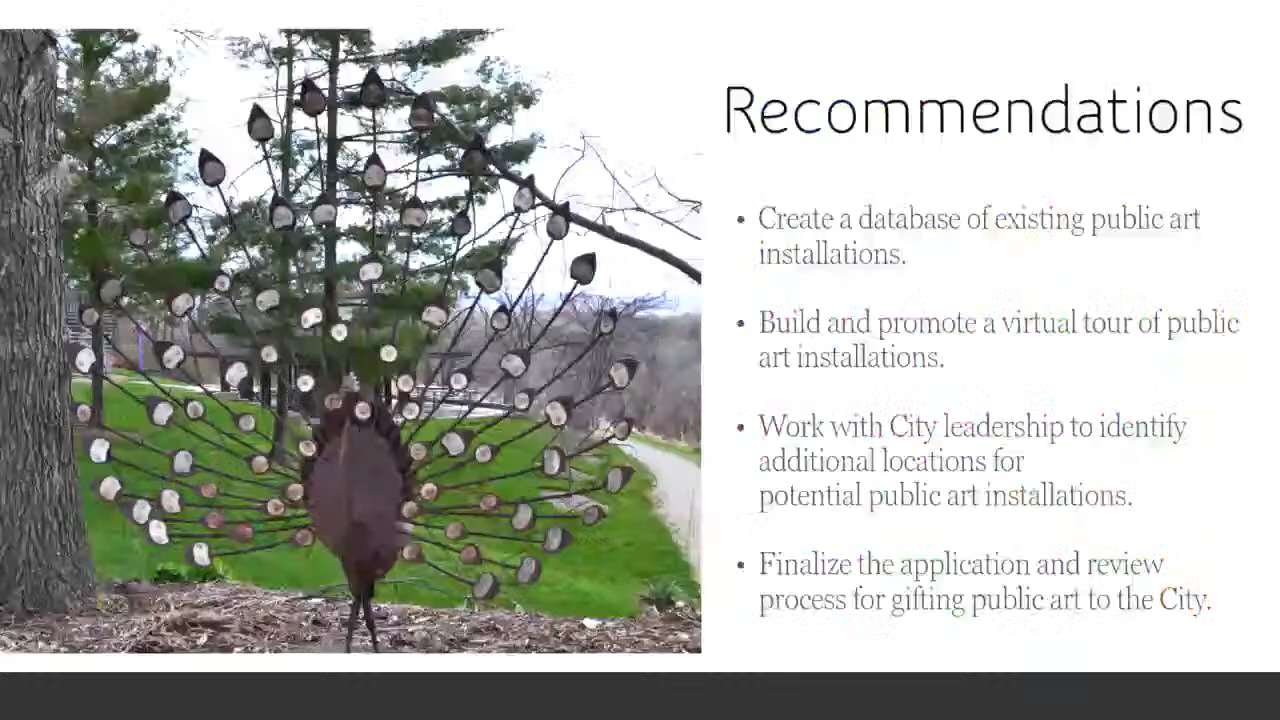 Recommendations
• Create a database of existing public art
installations.
• Build and promote a virtual tour of public
art installations.
• Work with City leadership to identify
additional locations for
potential public art installations.
• Finalize the application and review
process for gifting public art to the City.